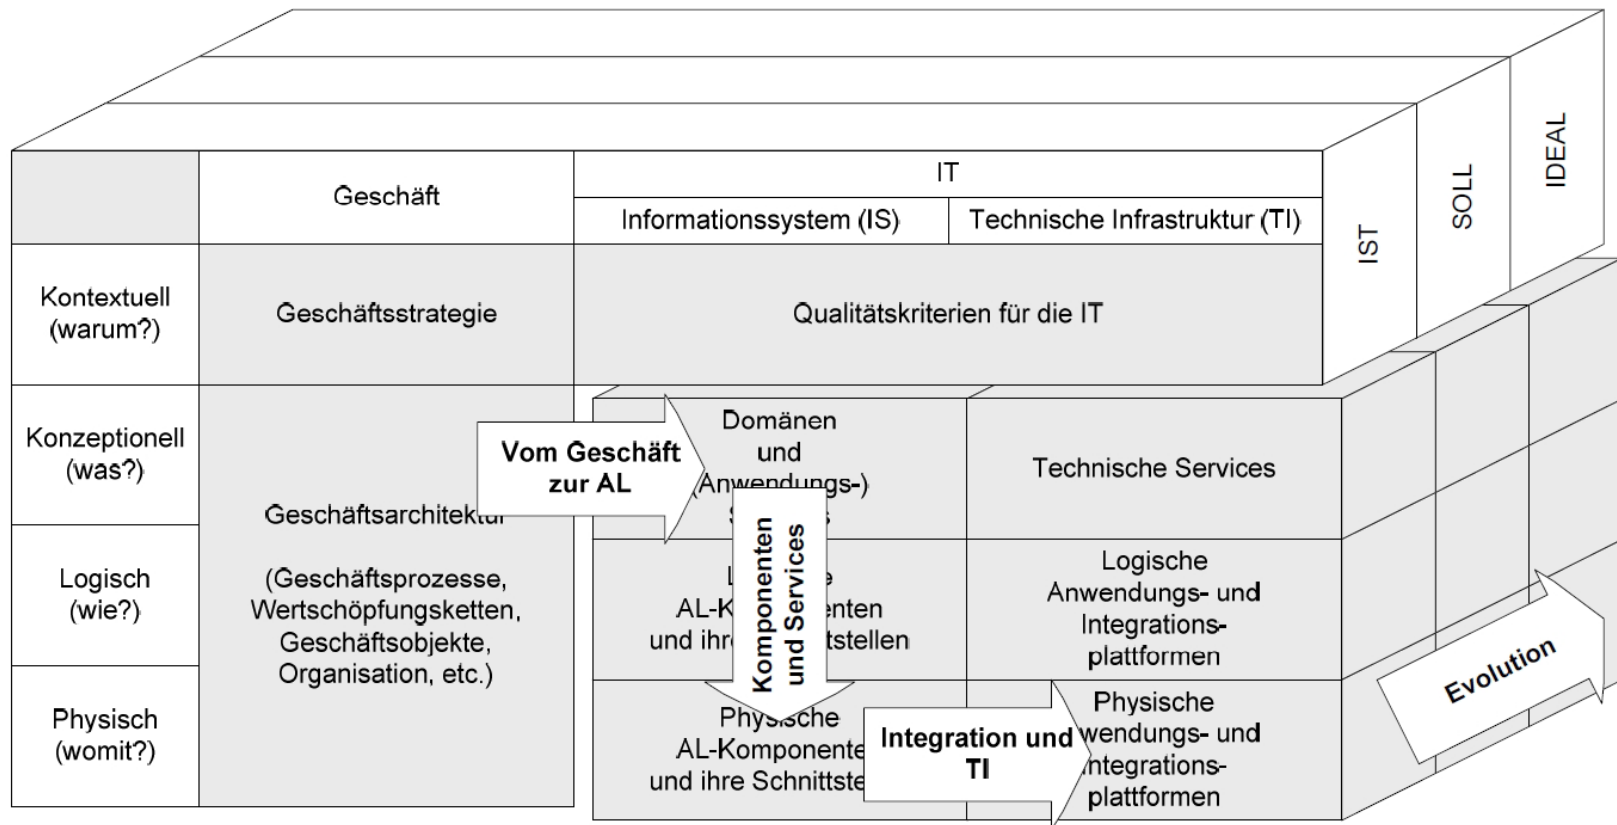 IT
Geschäft
Informationssystem (IS)
Technische Infrastruktur (TI)
IST
SOLL
IDEAL
Kontextuell
(warum?)
Geschäftsstrategie
Qualitätskriterien für die IT
Konzeptionell
(was?)
Geschäftsarchitektur
(Geschäftsprozesse,
Wertschöpfungsketten,
Geschäftsobjekte,
Organisation, etc.)
Vom Geschäft
zur AL
Domänen
und
(Anwendungs-)
Technische Services
Komponenten
und Services
Logisch
(wie?)
AL-K
enten
und ihre
ttstellen
Logische
Anwendungs- und
Integrations-
plattformen
Physisch
(womit?)
Physische
AL-Komponente
und ihre Schnittste
Integration und
TI
Physische
wendungs- und
ntegrations-
plattformen
Evolution